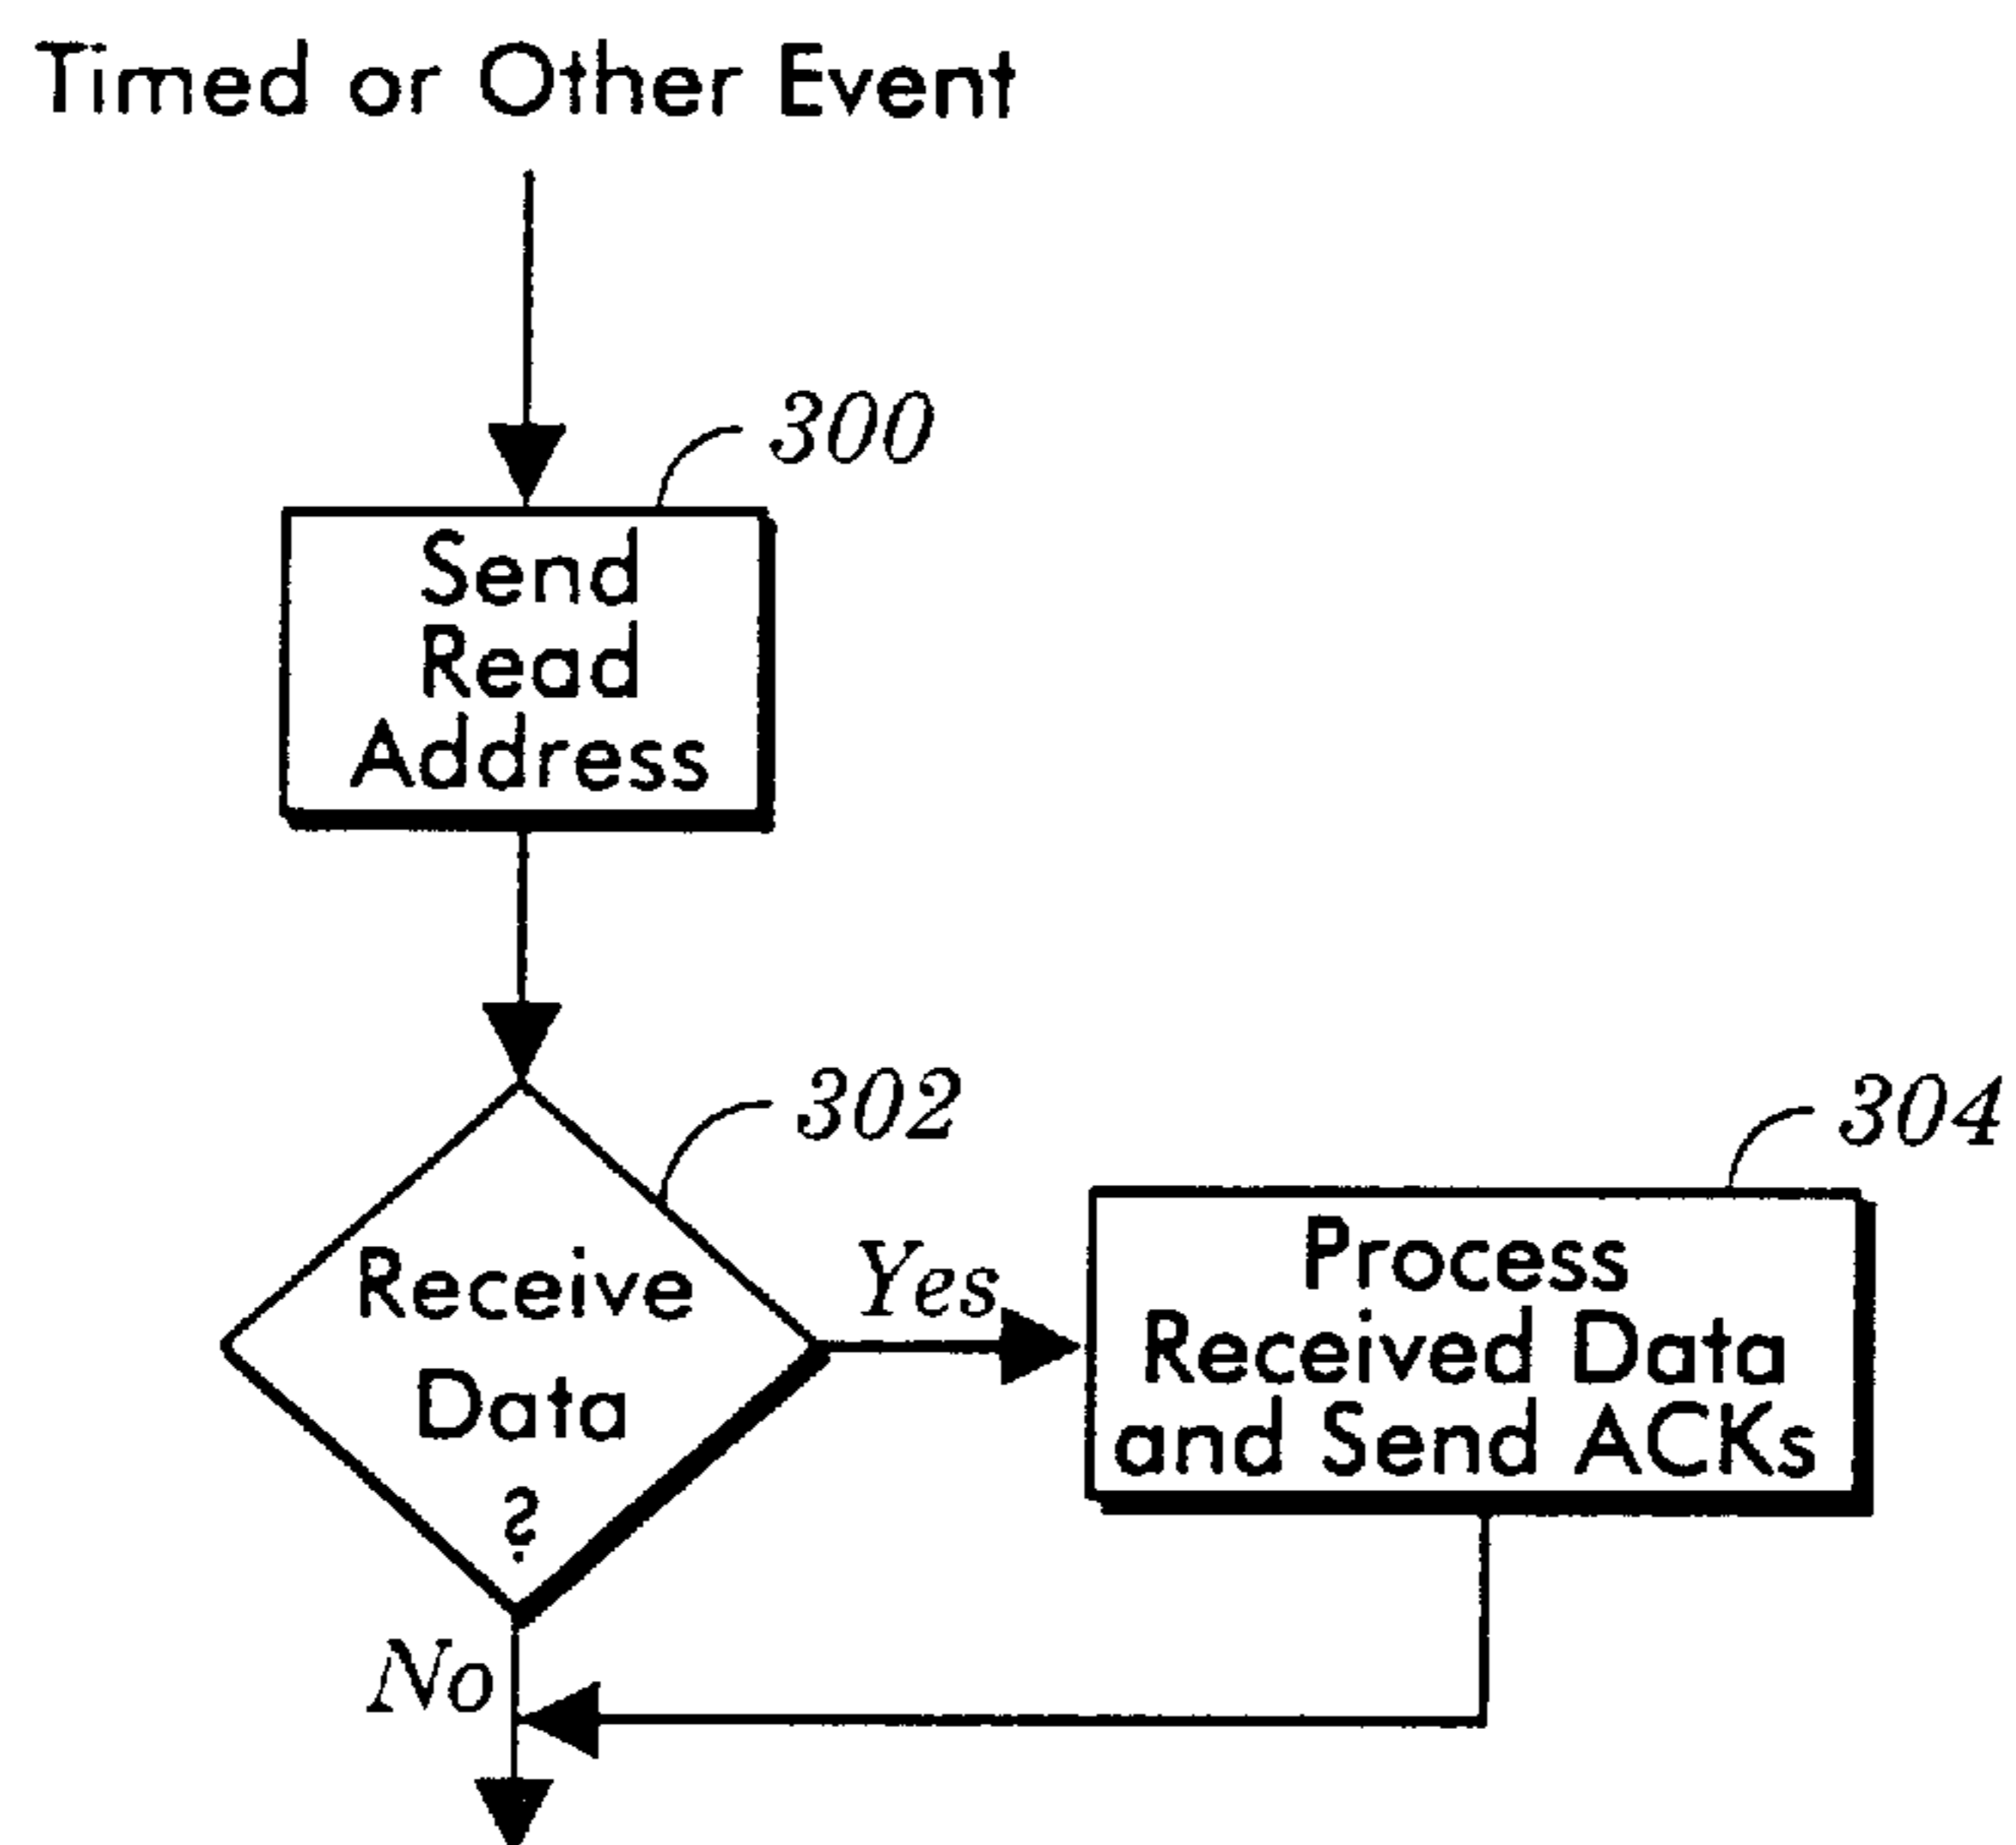 Timed or Other Event
300
Send
Read
Address
302
304
Receive
Data
?
Yes
Process
Received Data
and Send ACKs
No